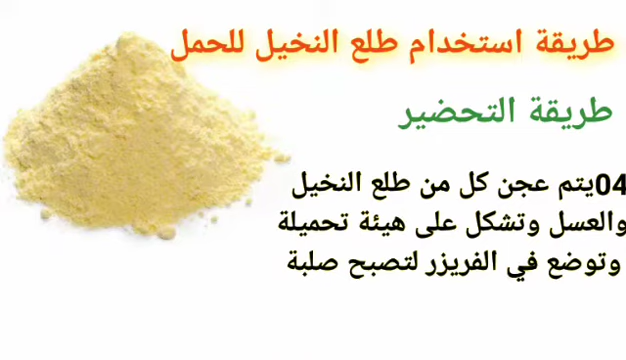 طريقة استخدام طلع النخيل للحمل
طريقة التحضير
04يتم عجن كل من طلع النخيل
والعسل وتشكل على هيئة تحميلة
وتوضع في الفريزر لتصبح صلبة